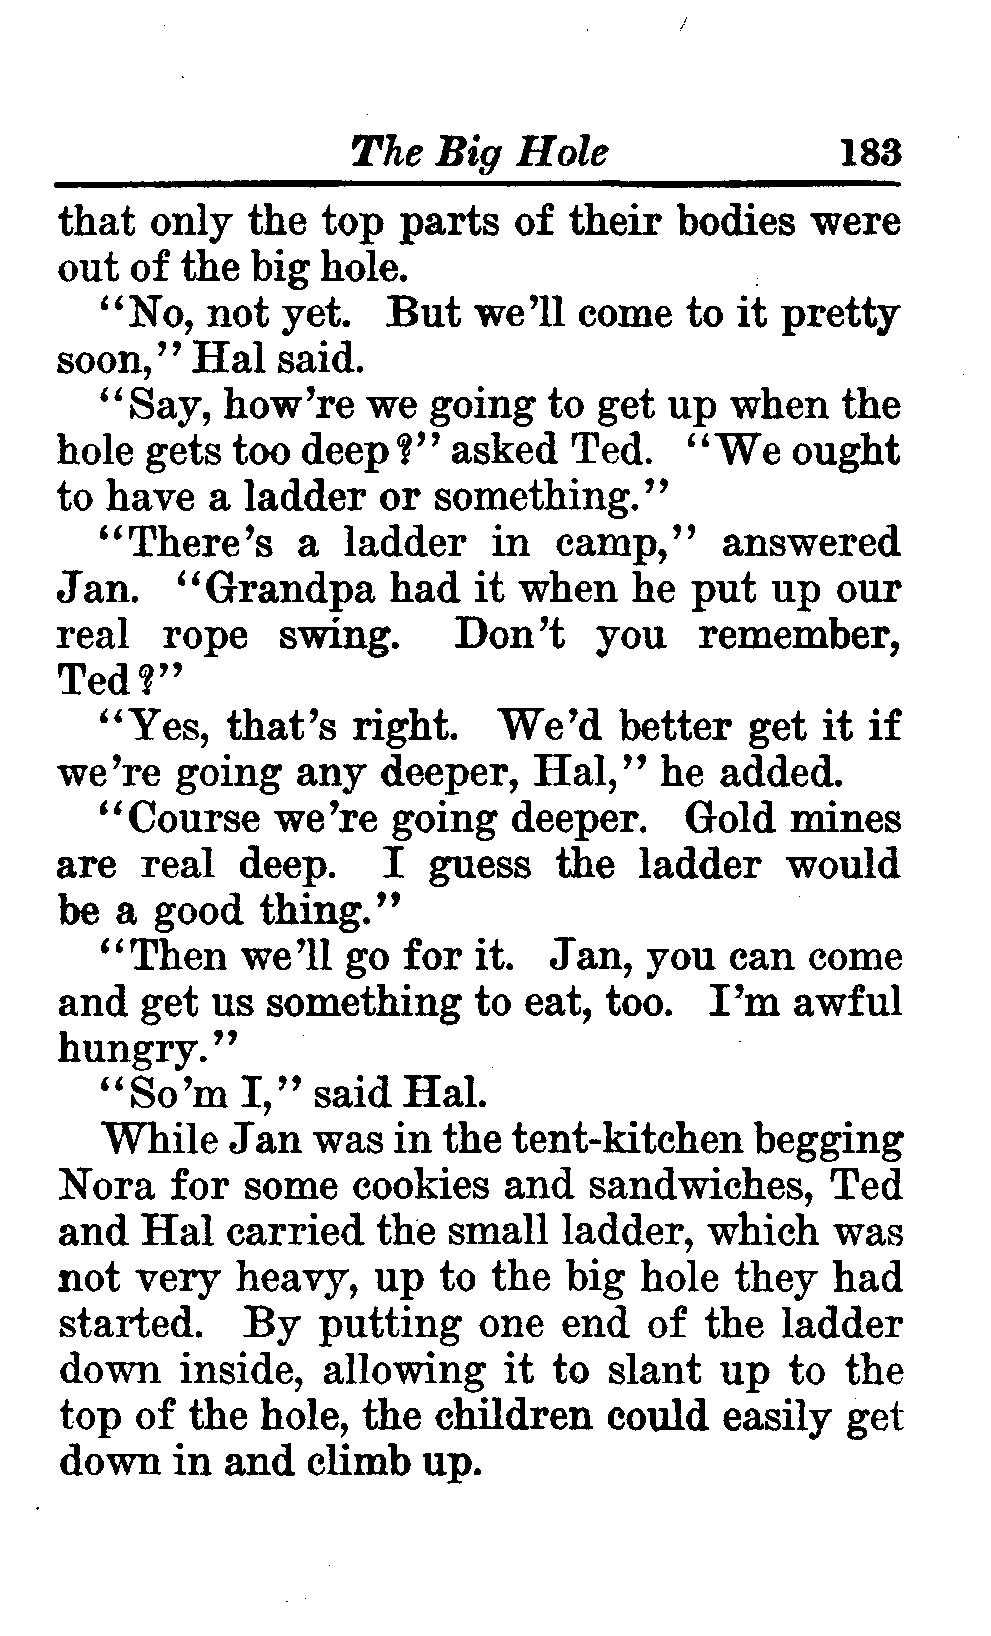 The Big Hole 183
that only the top parts of their bodies were
out of the big hole.
“No, not yet. But we’ll come to it pretty
soon,” Hal said.
“Say, how’re we going to get up when the
hole gets too deep?” asked Ted. “We ought
to have a ladder or something.”
“There’s a ladder in camp,” answered
Jan. “Grandpa had it when he put up our
real rope swing. Don’t you remember,
Ted?”
“Yes, that’s right. We’d better get it if
we’re going any deeper, Hal,” he added.
“Course we’re going deeper. Gold mines
are real deep. I guess the ladder would
be a good thing.”
“Then we’ll go for it. Jan, you can come
and get us something to eat, too. I’m awful
hungry.”
“So’m I,” said Hal.
While Jan was in the tent-kitchen begging
Nora for some cookies and sandwiches, Ted
and Hal carried the small ladder, which was
not very heavy, up to the big hole they had
started. By putting one end of the ladder
down inside, allowing it to slant up to the
top of the hole, the children could easily get
down in and climb up.